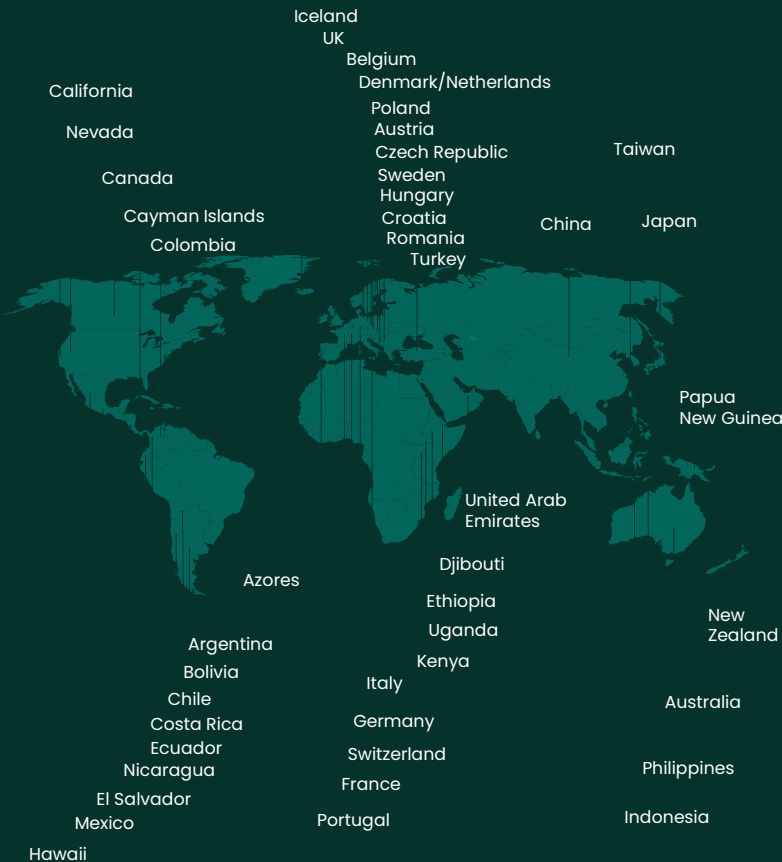 Iceland
UK
Belgium
Denmark/Netherlands
California
Poland
Austria
Nevada
Czech Republic
Taiwan
Sweden
Canada
Hungary
Cayman Islands
Croatia
China
Japan
Romania
Colombia
Turkey
Papua
New Guinea
United Arab
Emirates
Djibouti
Azores
Ethiopia
New
Zealand
Uganda
Argentina
Kenya
Bolivia
Italy
Chile
Australia
Costa Rica
Germany
Ecuador
Switzerland
Nicaragua
Philippines
France
El Salvador
Mexico
Portugal
Indonesia
Hawaii